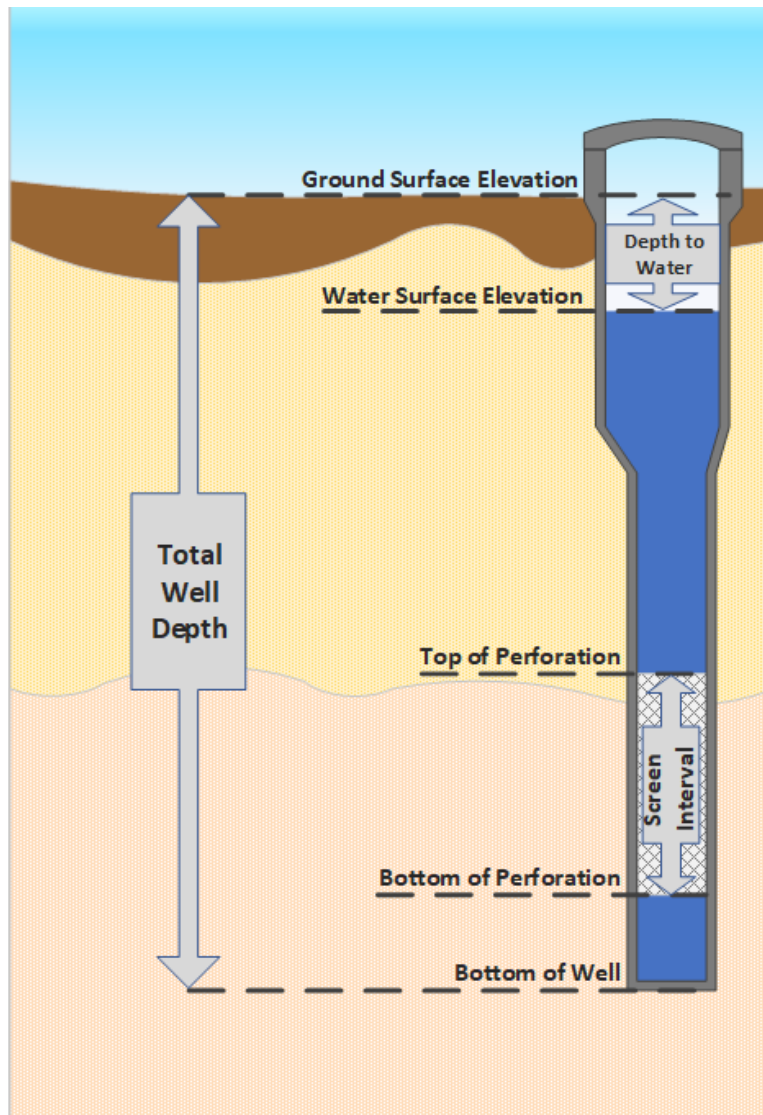 Ground Surface Elevation
Depth to
Water
Water Surface Elevation
Total
Well
Depth
Top of Perforation
Screen
Interval
Bottom of Perforation
Bottom of Well